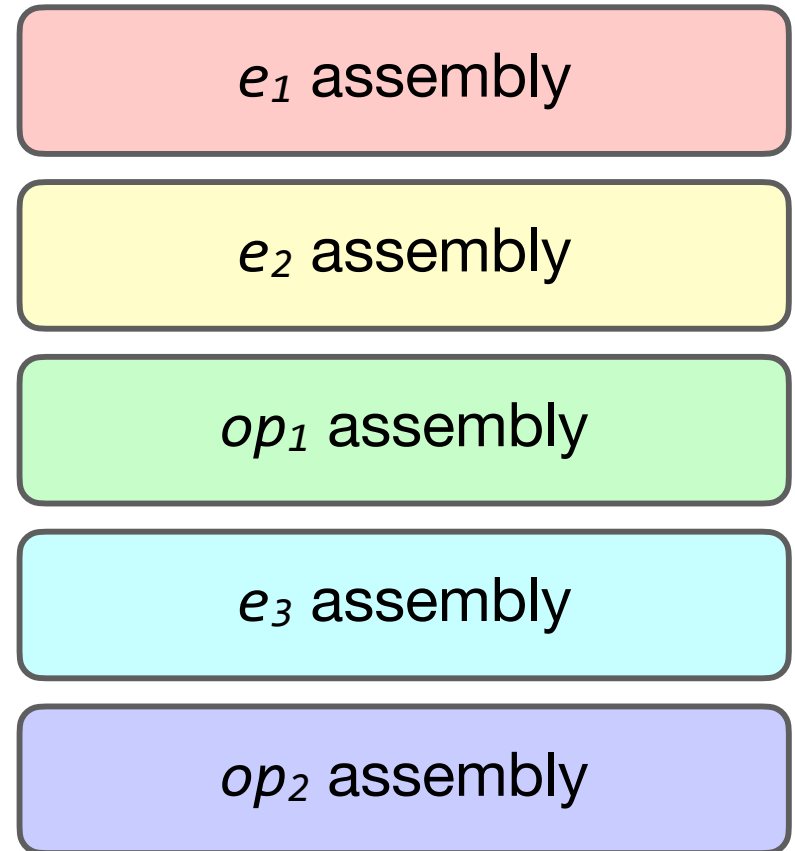 e₁ assembly
e₂ assembly
op₁ assembly
e₃ assembly
op₂ assembly